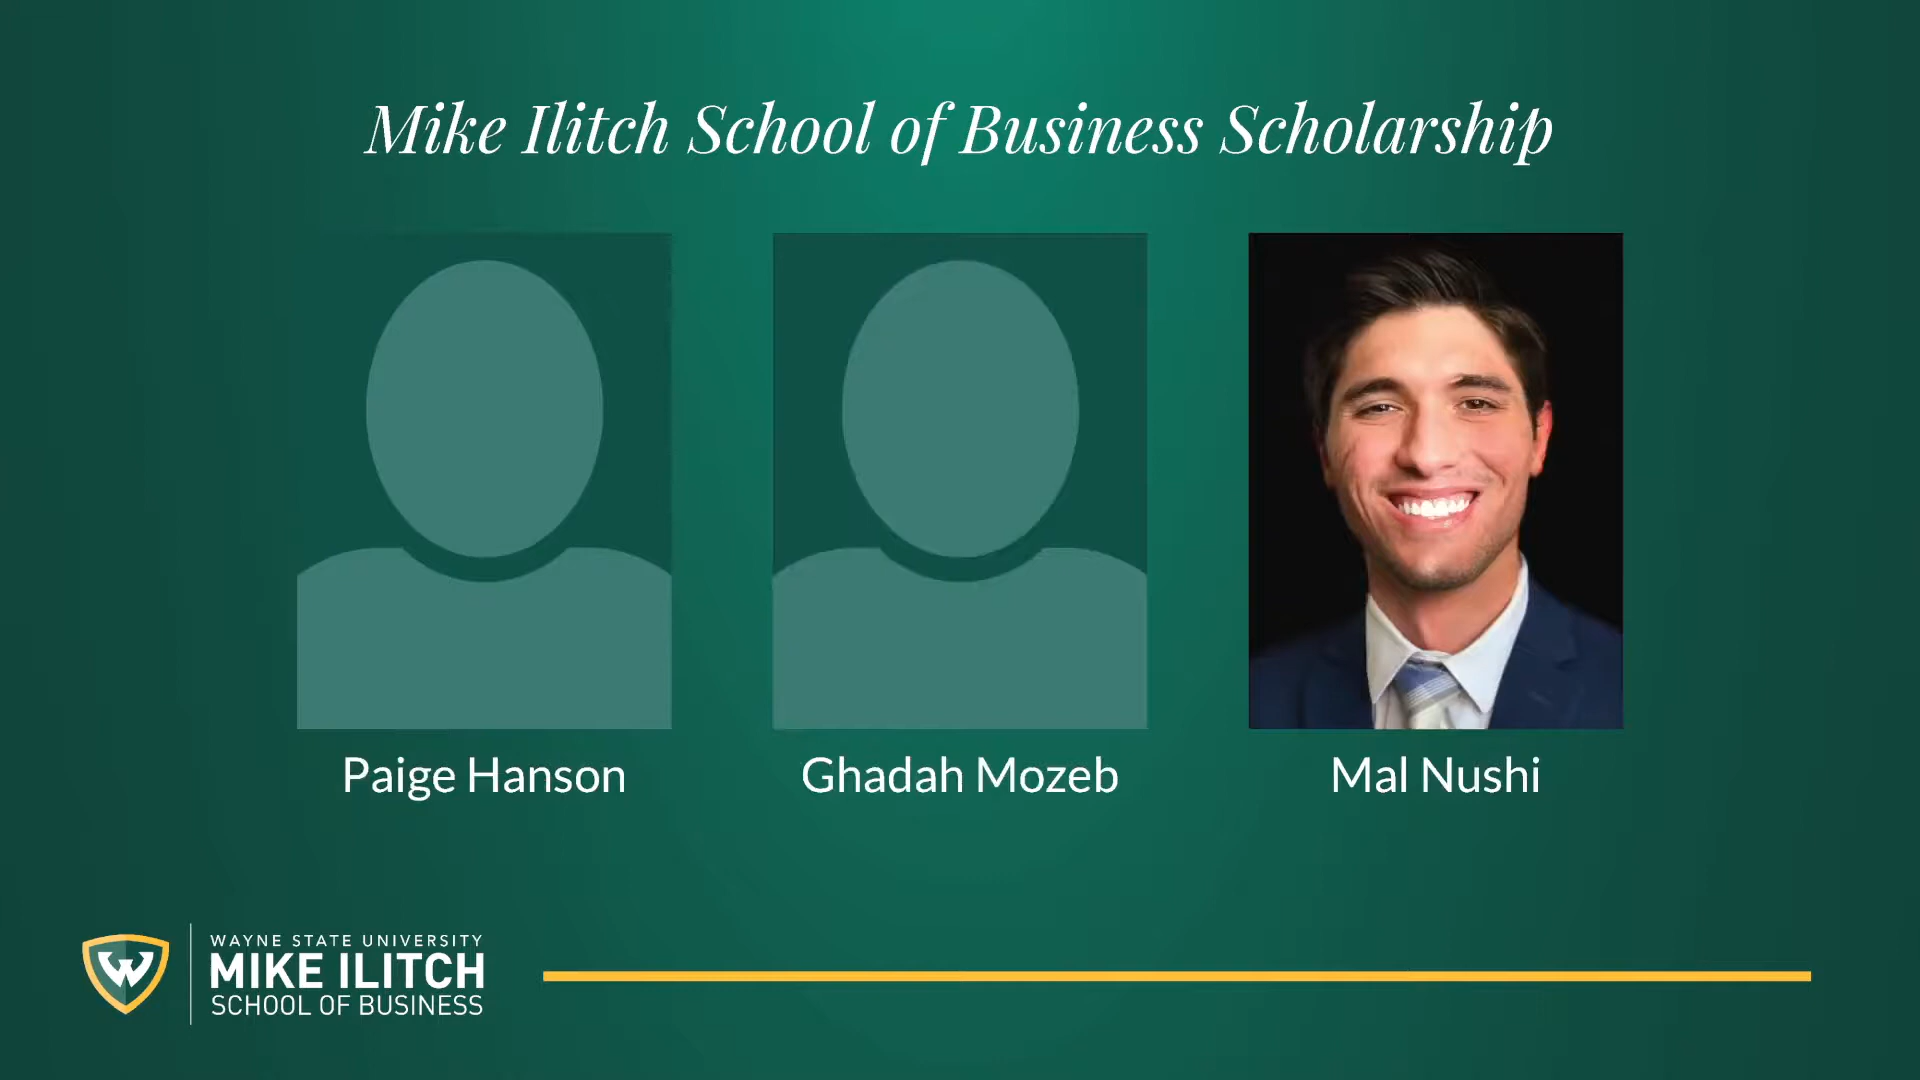 Mike Ilitch School of Business Scholarship
Paige Hanson
Ghadah Mozeb
Mal Nushi
WAYNE STATE UNIVERSITY
MIKE ILITCH
SCHOOL OF BUSINESS